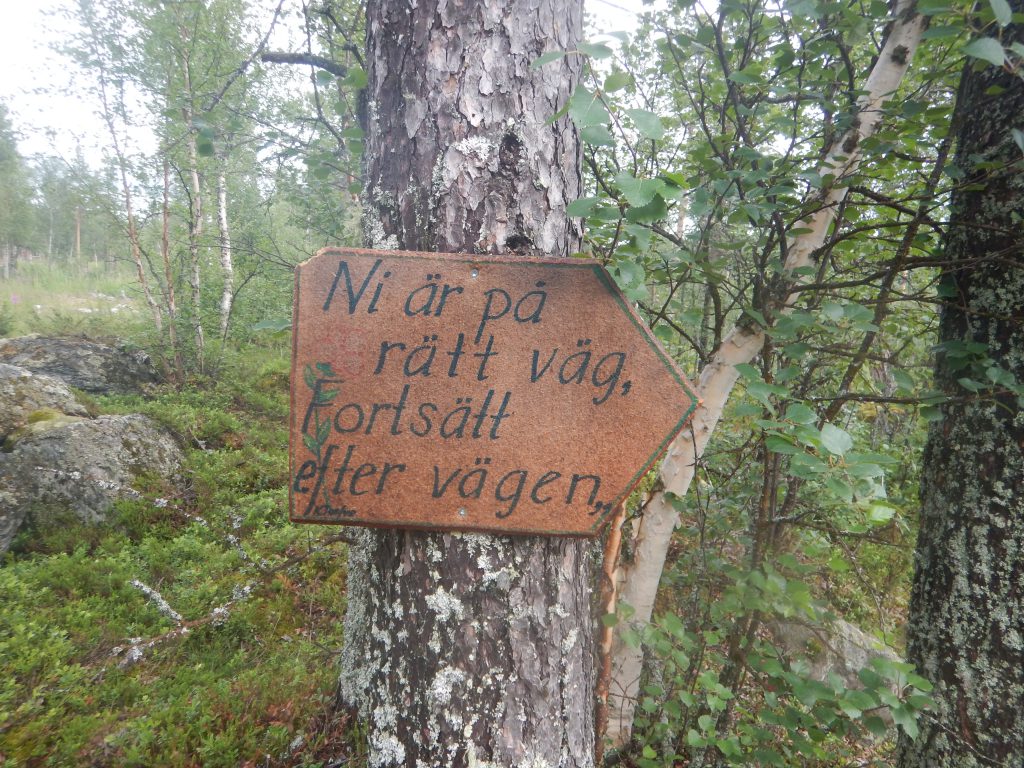 Ni är på
rätt väg,
Fortsätt
efter vägen,,